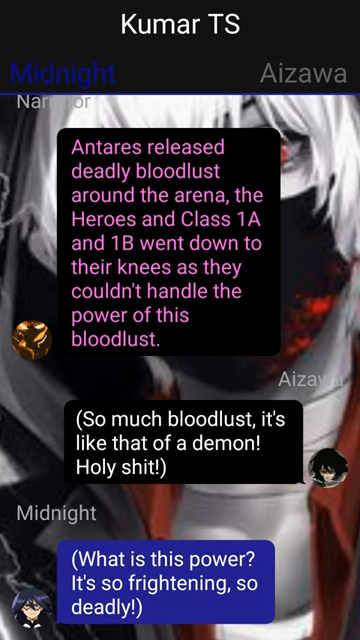 Kumar TS
Midnight
Aizawa
Narrator
Antares released
deadly bloodlust
around the arena, the
Heroes and Class 1A
and 1B went down to
their knees as they
couldn't handle the
power of this
bloodlust.
Aizawa
(So much bloodlust, it's
like that of a demon!
Holy shit!)
Midnight
(What is this power?
It's so frightening, so
deadly!)